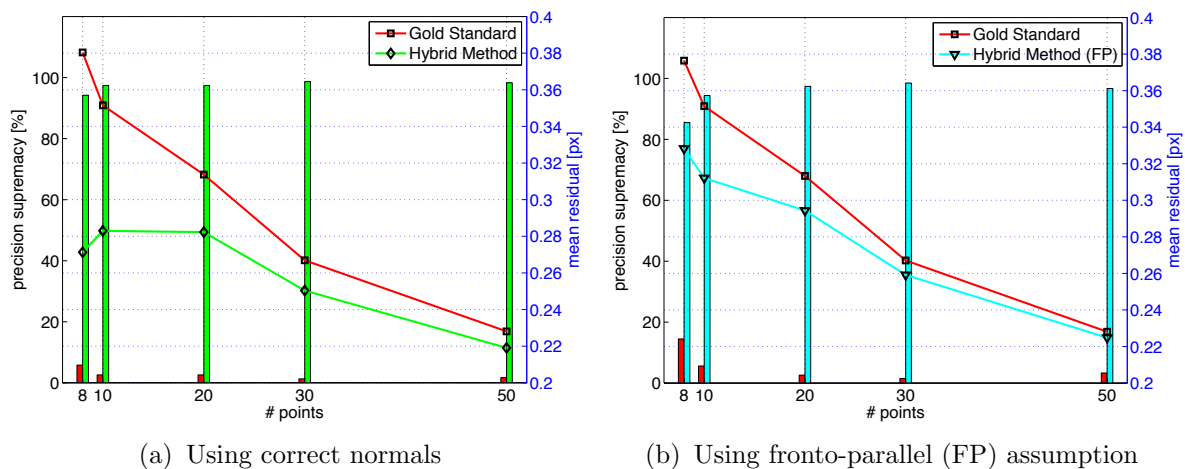 0.4
0.38
0.36
0.34
0.32
0.3
0.28
0.26
0.24
0.22
0.2
mean residual [px]
100
80
60
40
20
0
precision supremacy [%]
8 10 20 30 50
# points
Gold Standard
Hybrid Method
(a) Using correct normals
0.4
0.38
0.36
0.34
0.32
0.3
0.28
0.26
0.24
0.22
0.2
mean residual [px]
100
80
60
40
20
0
precision supremacy [%]
8 10 20 30 50
# points
Gold Standard
Hybrid Method (FP)
(b) Using fronto-parallel (FP) assumption